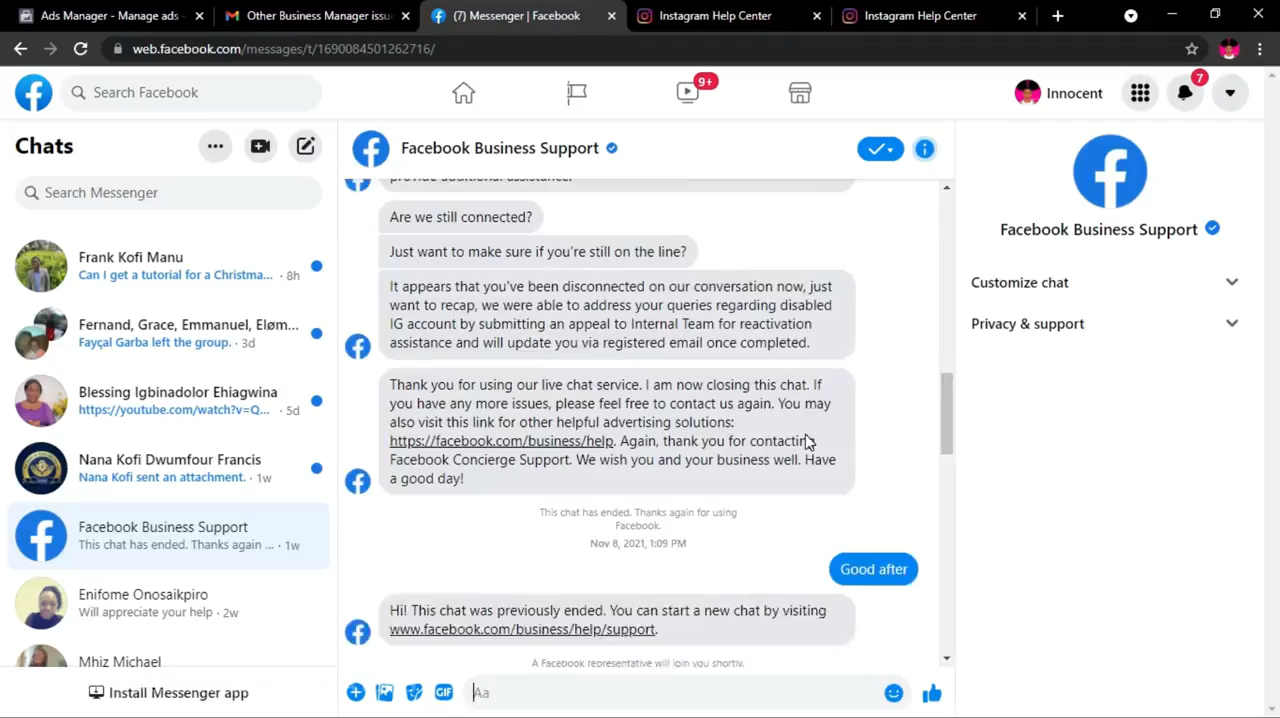 Ads Manager - Manage ads -
Other Business Manager issu
(7) Messenger | Facebook
Instagram Help Center
Instagram Help Center
web.facebook.com/messages/t/1690084501262716/
Search Facebook
9+
Innocent
7
Chats
Search Messenger
Frank Kofi Manu
Can I get a tutorial for a Christma... · 8h
Fernand, Grace, Emmanuel, Eløm...
Fayçal Garba left the group. · 3d
Blessing Igbinadolor Ehiagwina
https://youtube.com/watch?v=Q... · 5d
Nana Kofi Dwumfour Francis
Nana Kofi sent an attachment. · 1w
Facebook Business Support
This chat has ended. Thanks again ... · 1w
Enifome Onosaikpiro
Will appreciate your help · 2w
Mhiz Michael
Install Messenger app
Facebook Business Support
provide additional assistance.
Are we still connected?
Just want to make sure if you're still on the line?
It appears that you've been disconnected on our conversation now, just
want to recap, we were able to address your queries regarding disabled
IG account by submitting an appeal to Internal Team for reactivation
assistance and will update you via registered email once completed.
Thank you for using our live chat service. I am now closing this chat. If
you have any more issues, please feel free to contact us again. You may
also visit this link for other helpful advertising solutions:
https://facebook.com/business/help. Again, thank you for contacting
Facebook Concierge Support. We wish you and your business well. Have
a good day!
This chat has ended. Thanks again for using
Facebook.
Nov 8, 2021, 1:09 PM
Good after
Hi! This chat was previously ended. You can start a new chat by visiting
www.facebook.com/business/help/support.
A Facebook representative will join you shortly.
GIF
Aa
Facebook Business Support
Customize chat
Privacy & support